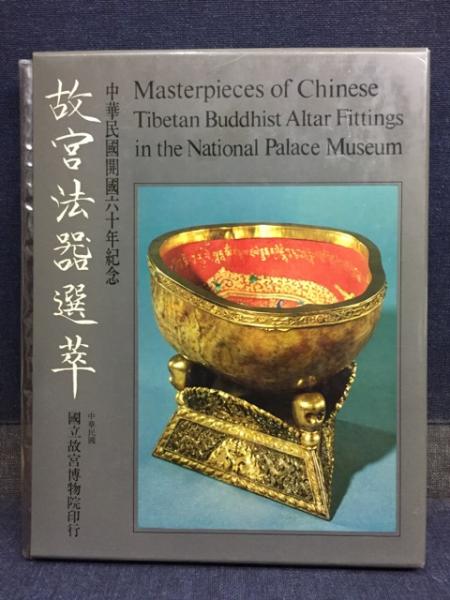 Masterpieces of Chinese
Tibetan Buddhist Altar Fittings
in the National Palace Museum
中華民國開國六十年紀念
故宮法器選萃
中華民國
國立故宮博物院印行